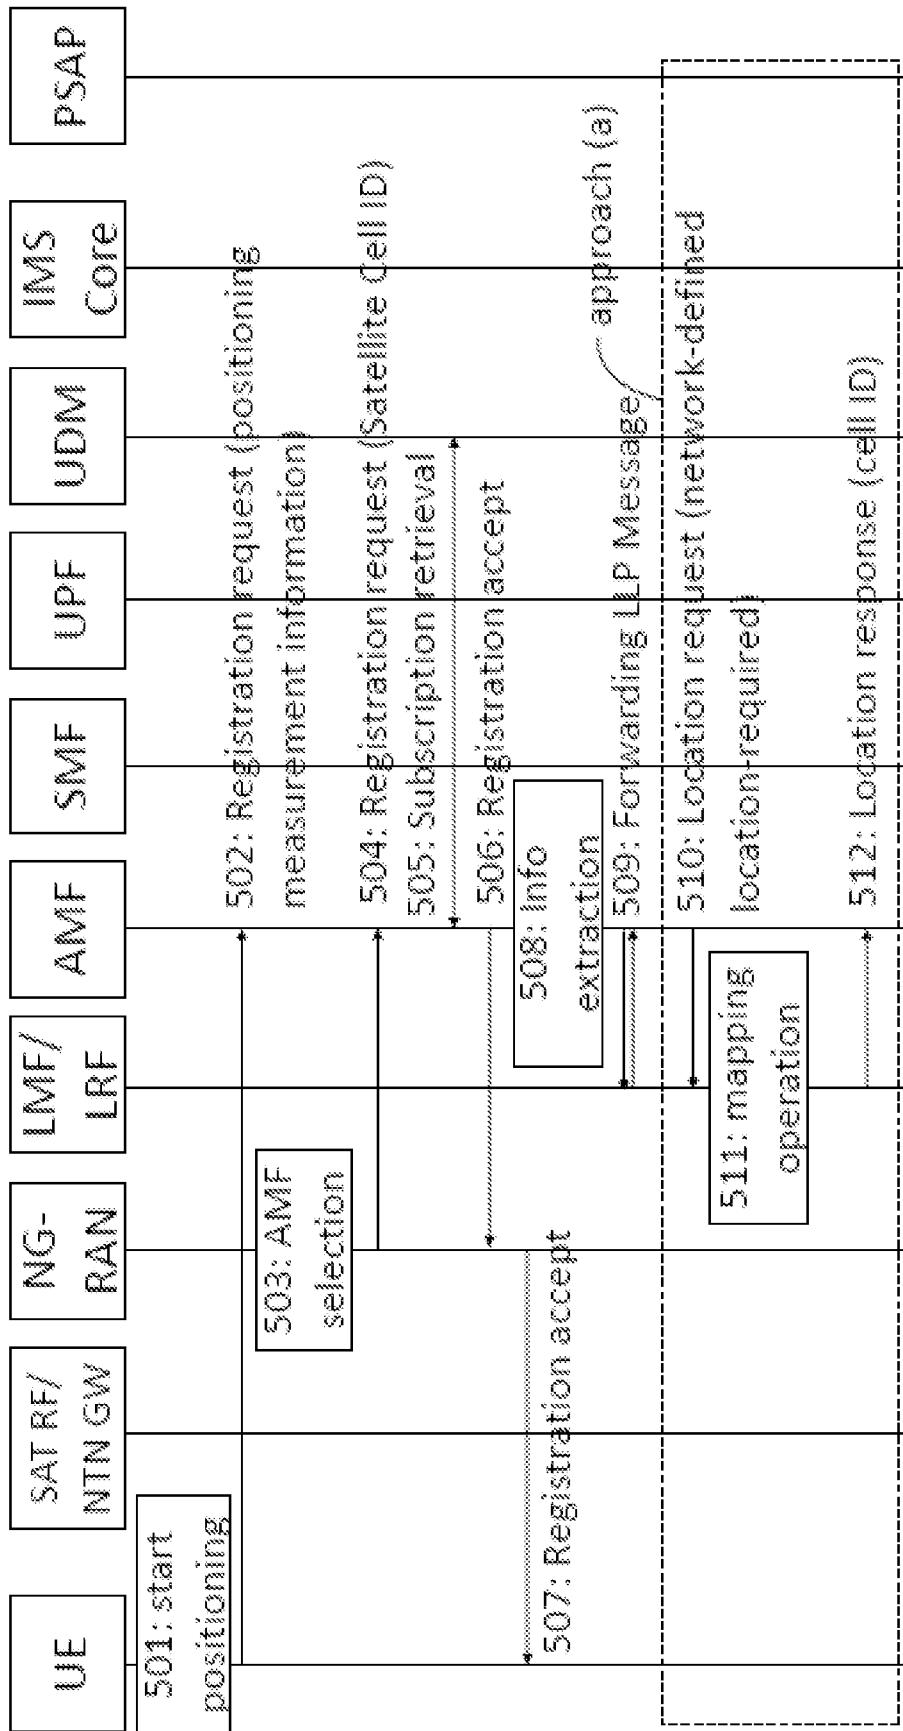 UE
SAT RF/
NTN GW
NG-
RAN
LMF/
LRF
AMF
SMF
UPF
UDM
IMS
Core
PSAP
501: start
positioning
502: Registration request (positioning
measurement information)
503: AMF
selection
504: Registration request (Satellite Cell ID)
505: Subscription retrieval
506: Registration accept
507: Registration accept
508: Info
extraction
509: Forwarding LLP Message
approach (a)
510: Location request (network-defined
location-required)
511: mapping
operation
512: Location response (cell ID)